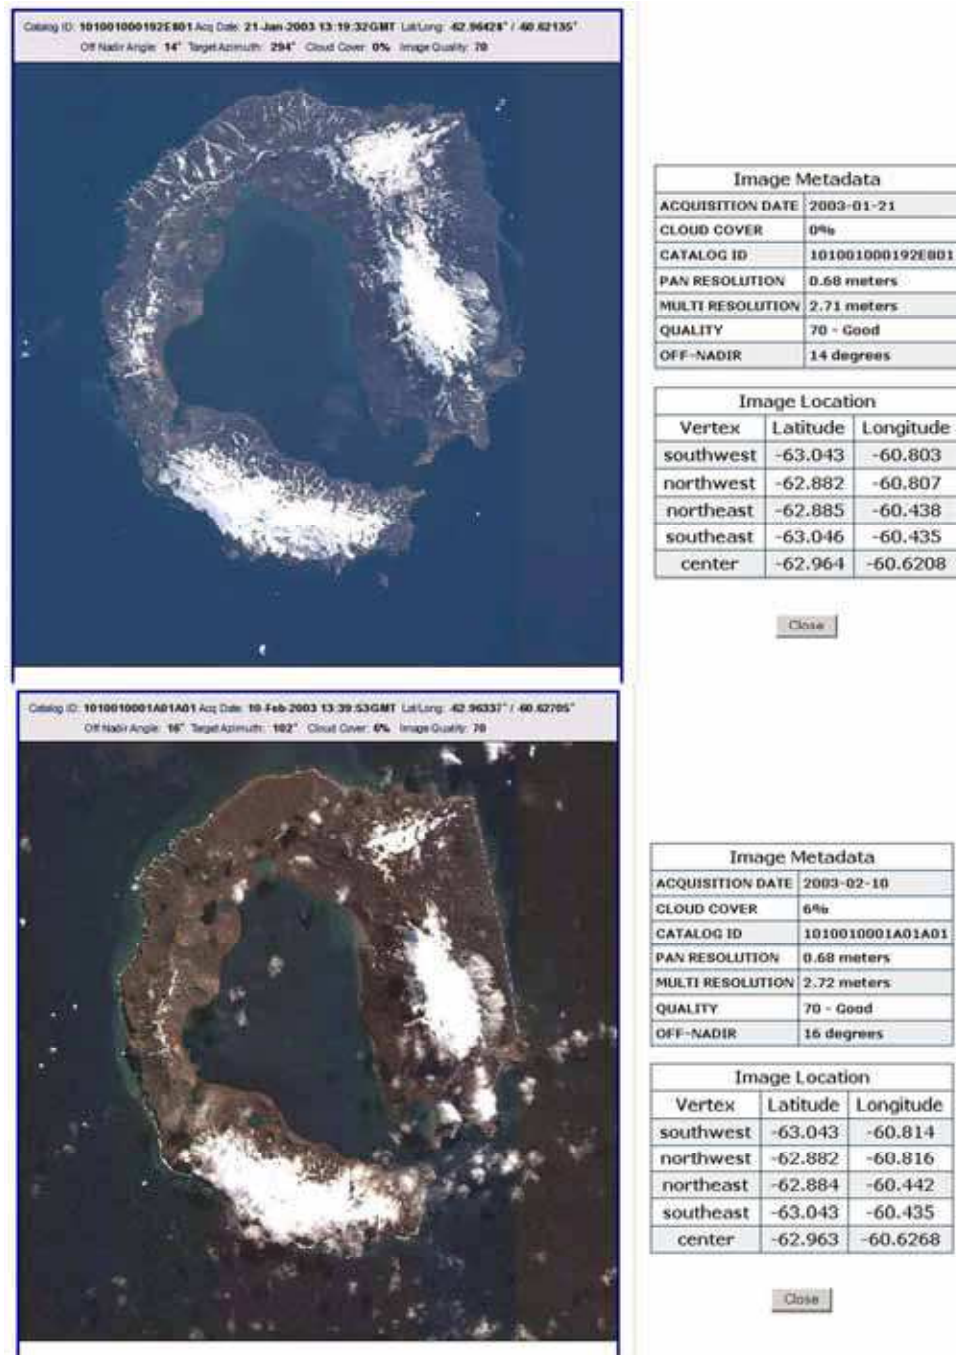 Catalog ID: 101001000192E801 Acq Date: 21-Jan-2003 13:19:32GMT Lat/Long: -62.96428° / -60.62135°
Off Nadir Angle: 14° Target Azimuth: 294° Cloud Cover: 0% Image Quality: 70
Image Metadata
ACQUISITION DATE 2003-01-21
CLOUD COVER 0%
CATALOG ID 101001000192E801
PAN RESOLUTION 0.68 meters
MULTI RESOLUTION 2.71 meters
QUALITY 70 - Good
OFF-NADIR 14 degrees
Image Location
Vertex Latitude Longitude
southwest -63.043 -60.803
northwest -62.882 -60.807
northeast -62.885 -60.438
southeast -63.046 -60.435
center -62.964 -60.6208
Close
Catalog ID: 1010010001A01A01 Acq Date: 10-Feb-2003 13:39:53GMT Lat/Long: -62.96337° / -60.62705°
Off Nadir Angle: 16° Target Azimuth: 102° Cloud Cover: 6% Image Quality: 70
Image Metadata
ACQUISITION DATE 2003-02-10
CLOUD COVER 6%
CATALOG ID 1010010001A01A01
PAN RESOLUTION 0.68 meters
MULTI RESOLUTION 2.72 meters
QUALITY 70 - Good
OFF-NADIR 16 degrees
Image Location
Vertex Latitude Longitude
southwest -63.043 -60.814
northwest -62.882 -60.816
northeast -62.884 -60.442
southeast -63.043 -60.435
center -62.963 -60.6268
Close